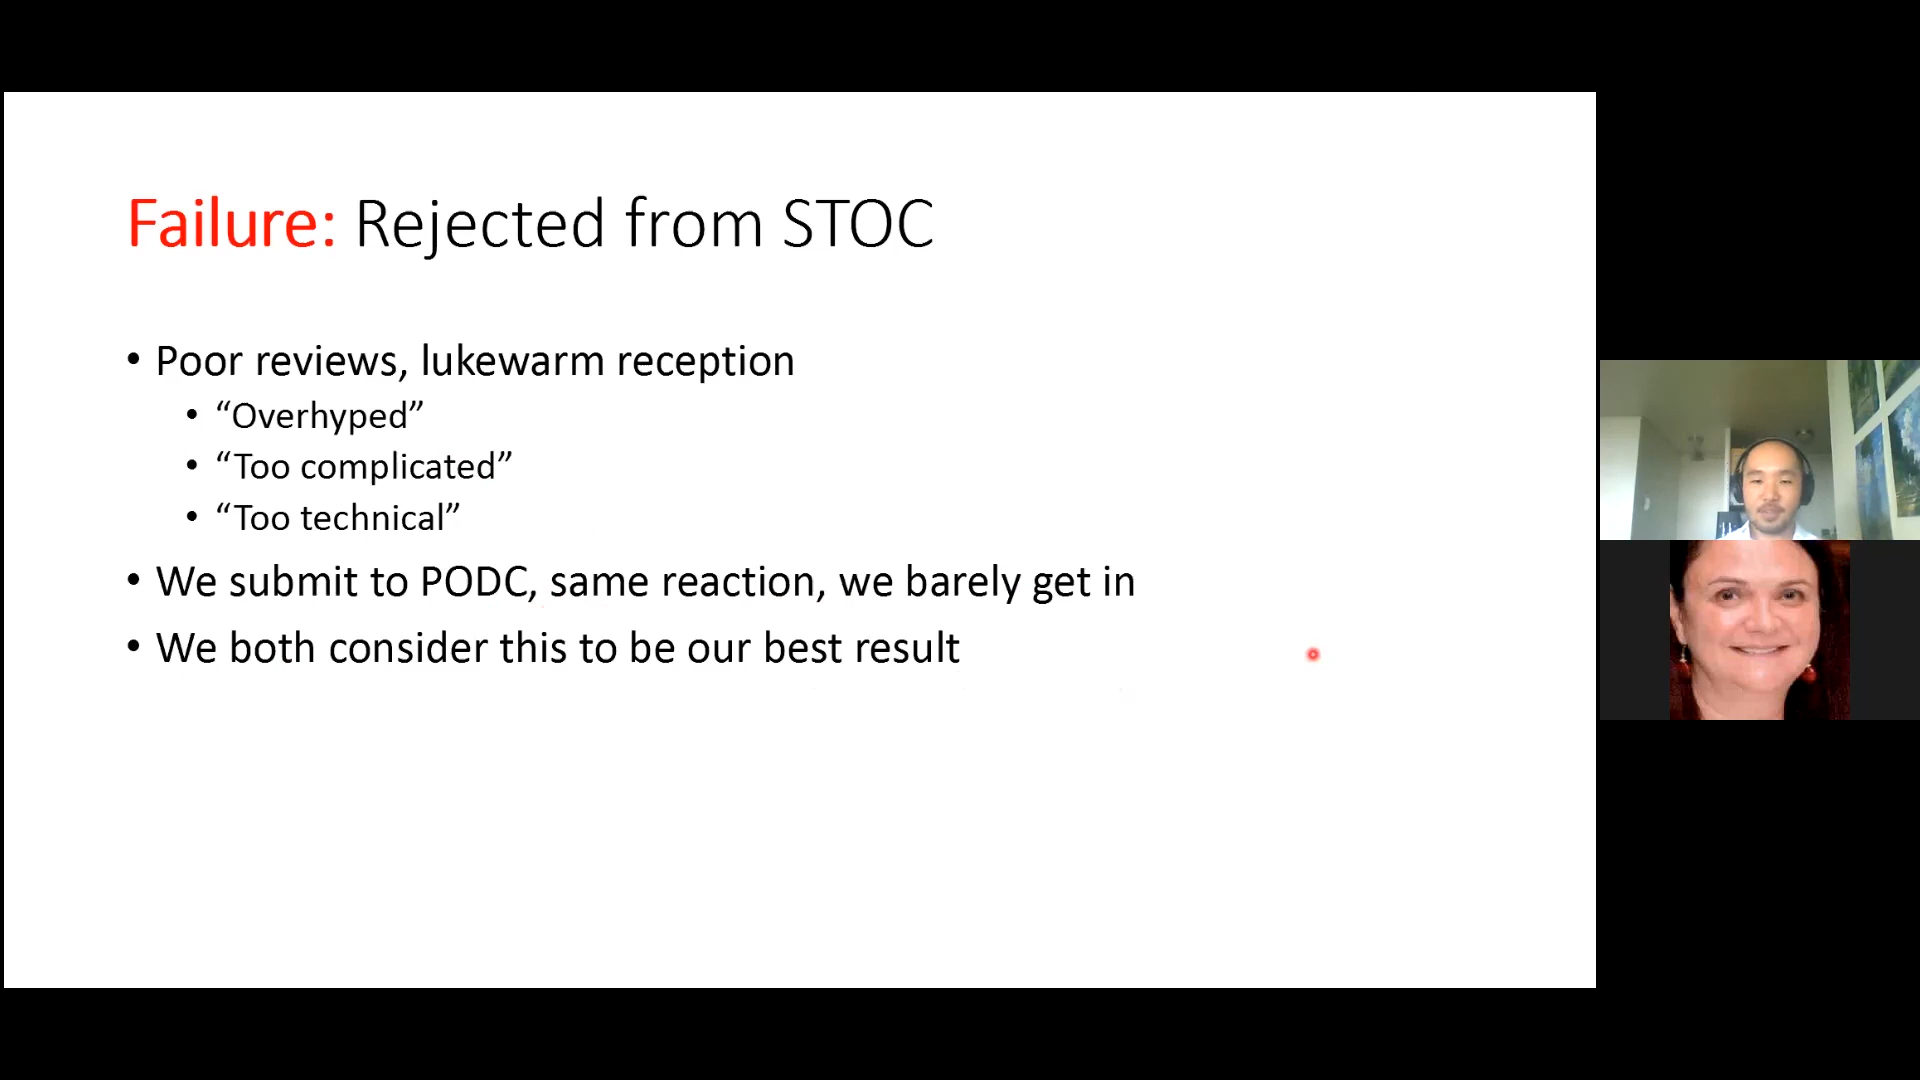 Failure: Rejected from STOC
• Poor reviews, lukewarm reception
• “Overhyped”
• “Too complicated”
• “Too technical”
• We submit to PODC, same reaction, we barely get in
• We both consider this to be our best result